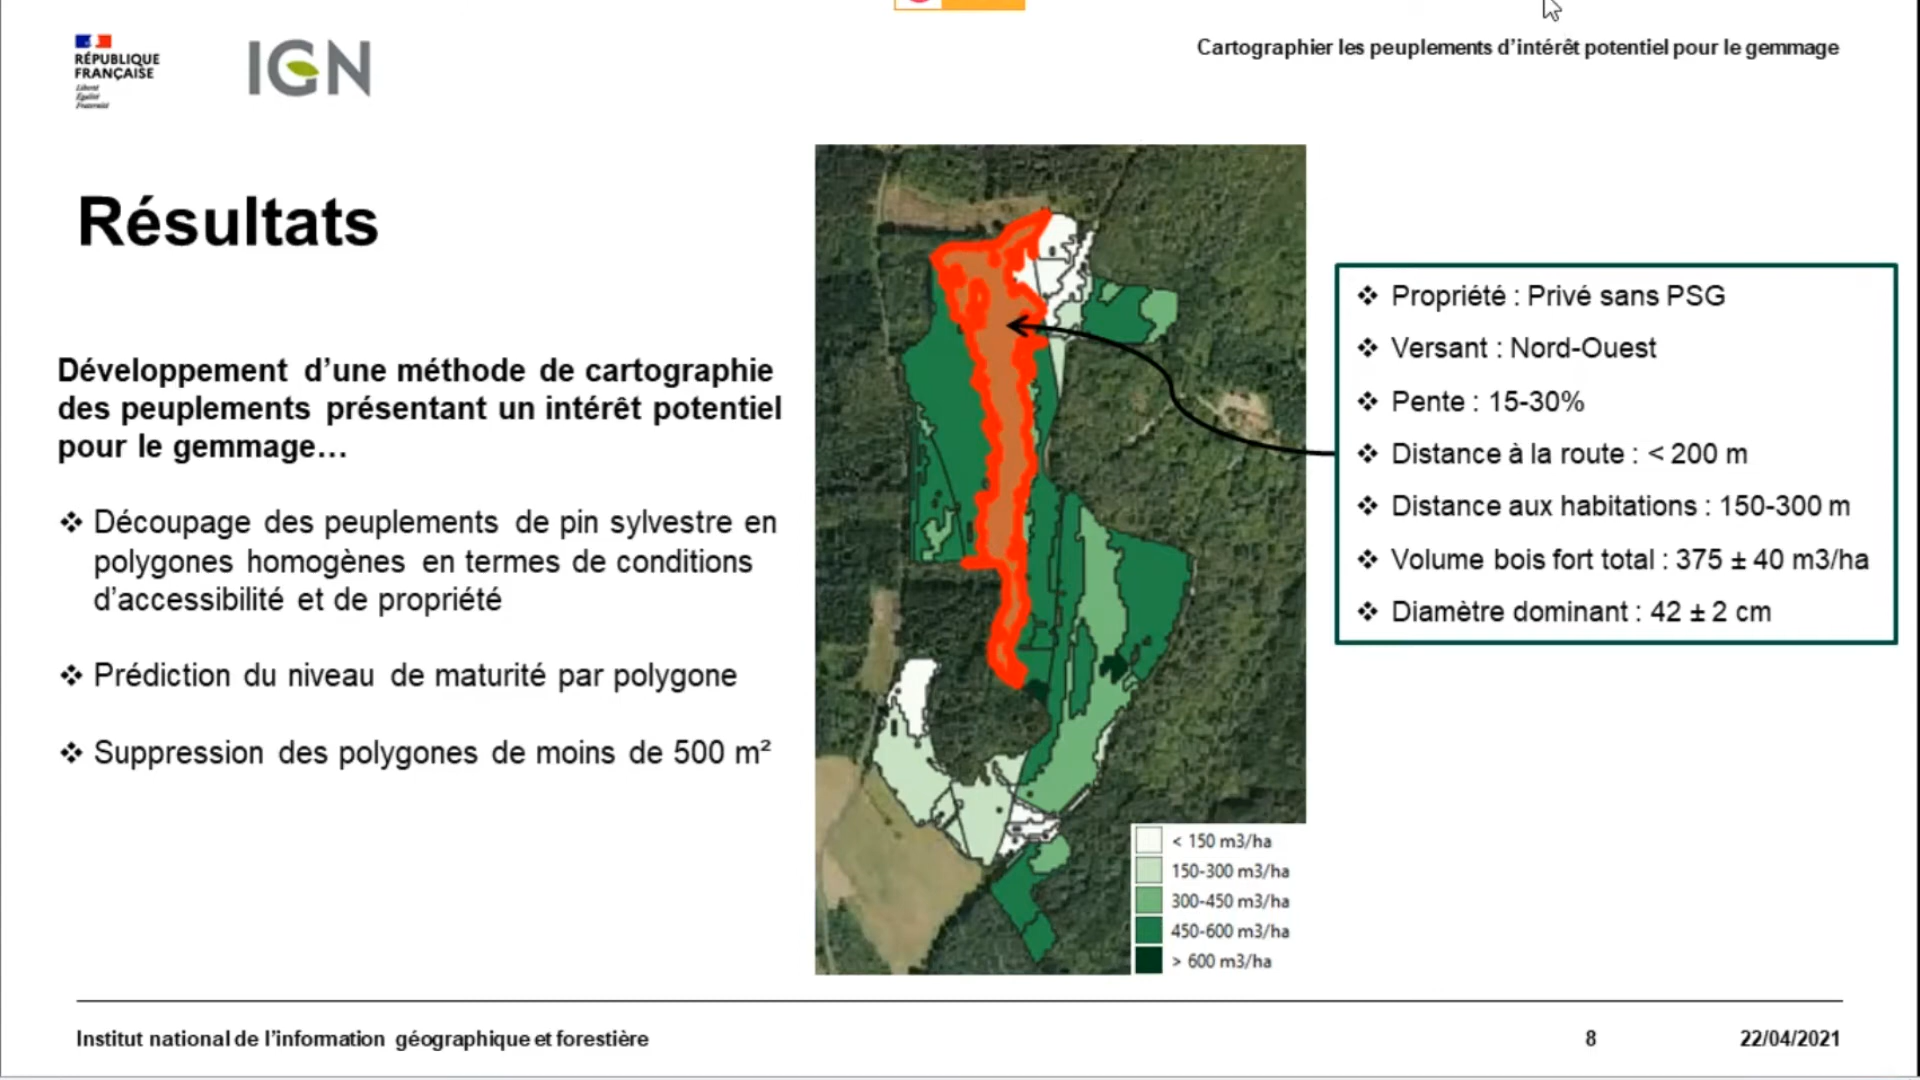 RÉPUBLIQUE
FRANÇAISE
Liberté
Égalité
Fraternité
IGN
Cartographier les peuplements d’intérêt potentiel pour le gemmage
Résultats
Développement d’une méthode de cartographie
des peuplements présentant un intérêt potentiel
pour le gemmage…
❖ Découpage des peuplements de pin sylvestre en
polygones homogènes en termes de conditions
d’accessibilité et de propriété
❖ Prédiction du niveau de maturité par polygone
❖ Suppression des polygones de moins de 500 m²
❖ Propriété : Privé sans PSG
❖ Versant : Nord-Ouest
❖ Pente : 15-30%
❖ Distance à la route : < 200 m
❖ Distance aux habitations : 150-300 m
❖ Volume bois fort total : 375 ± 40 m3/ha
❖ Diamètre dominant : 42 ± 2 cm
< 150 m3/ha
150-300 m3/ha
300-450 m3/ha
450-600 m3/ha
> 600 m3/ha
Institut national de l’information géographique et forestière
8
22/04/2021